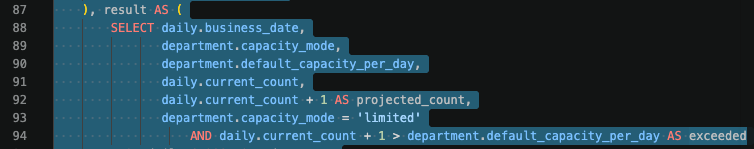 87 ), result AS (
88 SELECT daily.business_date,
89 department.capacity_mode,
90 department.default_capacity_per_day,
91 daily.current_count,
92 daily.current_count + 1 AS projected_count,
93 department.capacity_mode = 'limited'
94 AND daily.current_count + 1 > department.default_capacity_per_day AS exceeded